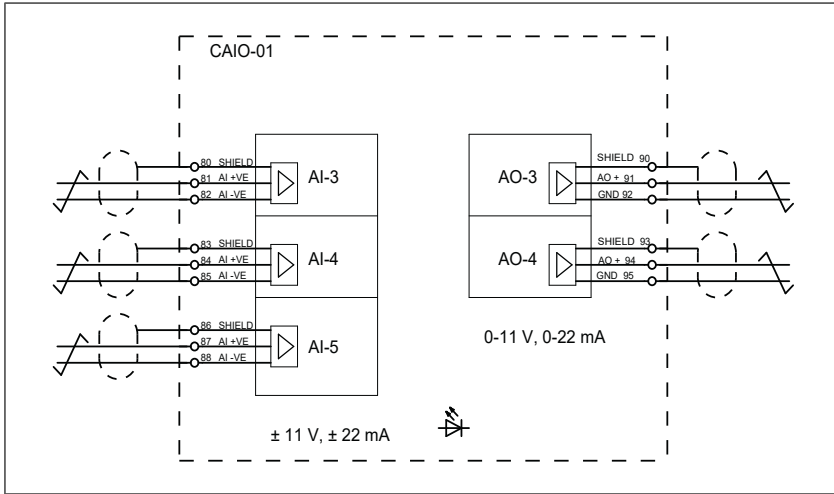 CAIO-01
80 SHIELD
81 AI +VE
82 AI -VE
AI-3
83 SHIELD
84 AI +VE
85 AI -VE
AI-4
86 SHIELD
87 AI +VE
88 AI -VE
AI-5
± 11 V, ± 22 mA
AO-3
SHIELD 90
AO + 91
GND 92
AO-4
SHIELD 93
AO + 94
GND 95
0-11 V, 0-22 mA